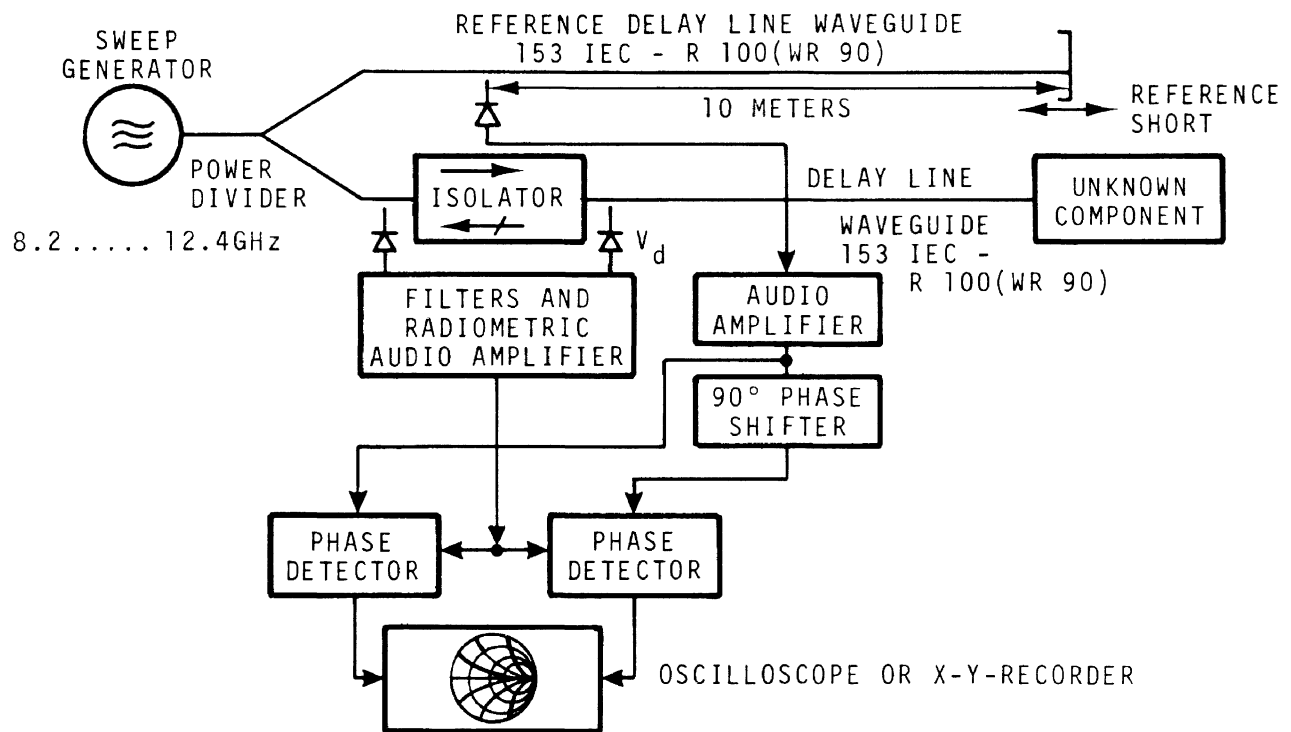 REFERENCE DELAY LINE WAVEGUIDE
153 IEC - R 100(WR 90)
SWEEP
GENERATOR
10 METERS
REFERENCE
SHORT
POWER
DIVIDER
ISOLATOR
DELAY LINE
UNKNOWN
COMPONENT
8.2..... 12.4GHz
V d
WAVEGUIDE
153 IEC -
R 100(WR 90)
FILTERS AND
RADIOMETRIC
AUDIO AMPLIFIER
AUDIO
AMPLIFIER
90° PHASE
SHIFTER
PHASE
DETECTOR
PHASE
DETECTOR
OSCILLOSCOPE OR X-Y-RECORDER